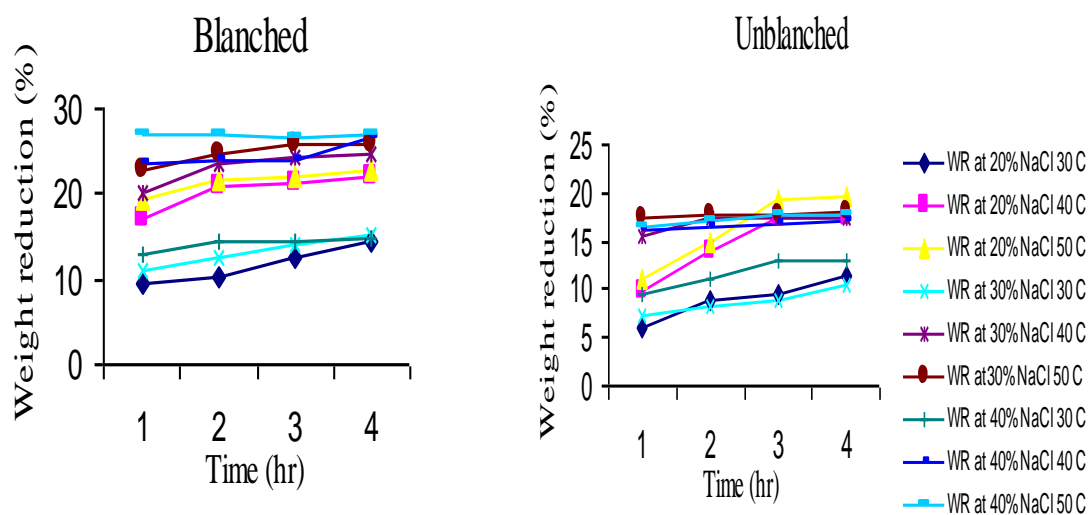 Blanched
Weight reduction (%)
30
20
10
0
1 2 3 4
Time (hr)
Unblanched
Weight reduction (%)
25
20
15
10
5
0
1 2 3 4
Time (hr)
WR at 20%NaCl 30 C
WR at 20%NaCl 40 C
WR at 20%NaCl 50 C
WR at 30%NaCl 30 C
WR at 30%NaCl 40 C
WR at30%NaCl 50 C
WR at 40%NaCl 30 C
WR at 40%NaCl 40 C
WR at 40%NaCl 50 C